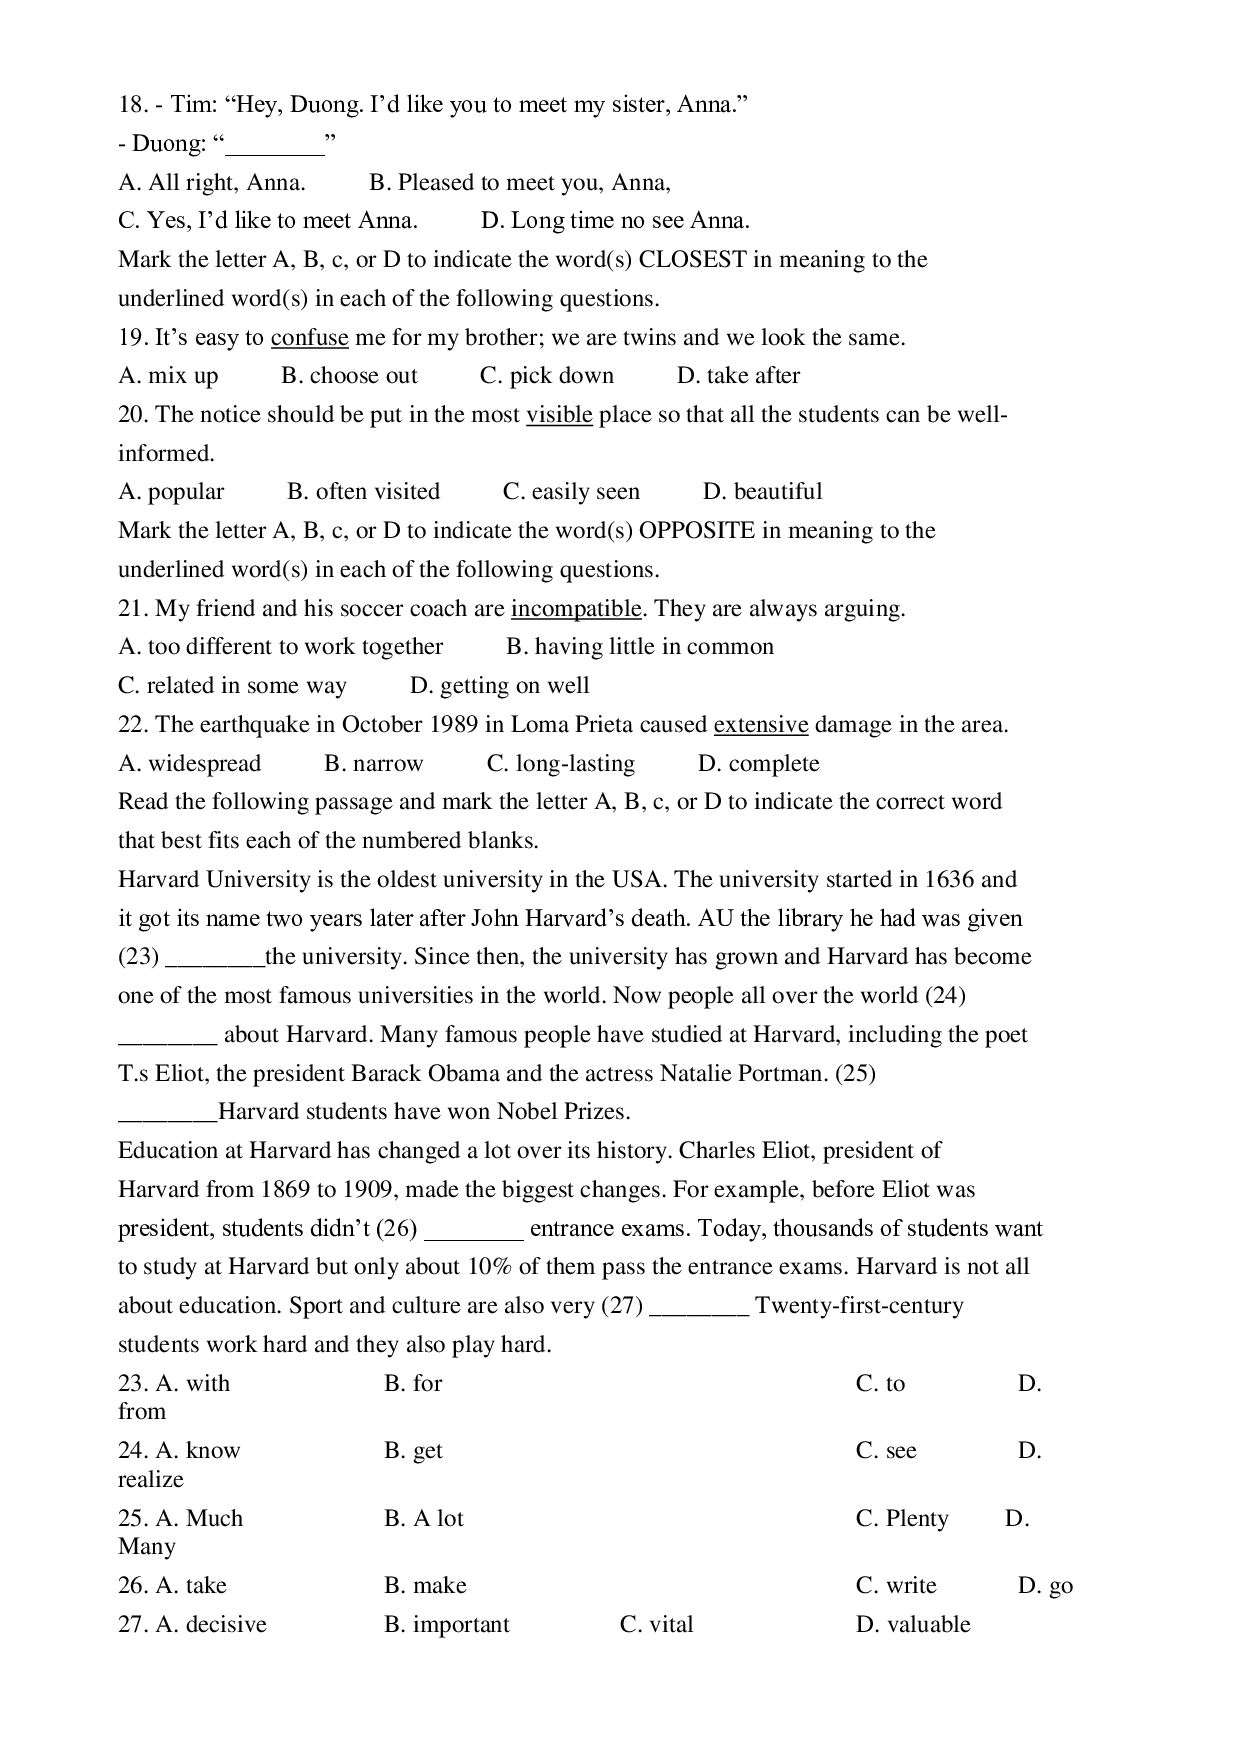 18. - Tim: “Hey, Duong. I’d like you to meet my sister, Anna.”
- Duong: “________”
A. All right, Anna. B. Pleased to meet you, Anna,
C. Yes, I’d like to meet Anna. D. Long time no see Anna.
Mark the letter A, B, c, or D to indicate the word(s) CLOSEST in meaning to the
underlined word(s) in each of the following questions.
19. It’s easy to confuse me for my brother; we are twins and we look the same.
A. mix up B. choose out C. pick down D. take after
20. The notice should be put in the most visible place so that all the students can be well-
informed.
A. popular B. often visited C. easily seen D. beautiful
Mark the letter A, B, c, or D to indicate the word(s) OPPOSITE in meaning to the
underlined word(s) in each of the following questions.
21. My friend and his soccer coach are incompatible. They are always arguing.
A. too different to work together B. having little in common
C. related in some way D. getting on well
22. The earthquake in October 1989 in Loma Prieta caused extensive damage in the area.
A. widespread B. narrow C. long-lasting D. complete
Read the following passage and mark the letter A, B, c, or D to indicate the correct word
that best fits each of the numbered blanks.
Harvard University is the oldest university in the USA. The university started in 1636 and
it got its name two years later after John Harvard’s death. AU the library he had was given
(23) ________the university. Since then, the university has grown and Harvard has become
one of the most famous universities in the world. Now people all over the world (24)
________ about Harvard. Many famous people have studied at Harvard, including the poet
T.s Eliot, the president Barack Obama and the actress Natalie Portman. (25)
________Harvard students have won Nobel Prizes.
Education at Harvard has changed a lot over its history. Charles Eliot, president of
Harvard from 1869 to 1909, made the biggest changes. For example, before Eliot was
president, students didn’t (26) ________ entrance exams. Today, thousands of students want
to study at Harvard but only about 10% of them pass the entrance exams. Harvard is not all
about education. Sport and culture are also very (27) ________ Twenty-first-century
students work hard and they also play hard.
23. A. with B. for C. to D.
from
24. A. know B. get C. see D.
realize
25. A. Much B. A lot C. Plenty D.
Many
26. A. take B. make C. write D. go
27. A. decisive B. important C. vital D. valuable